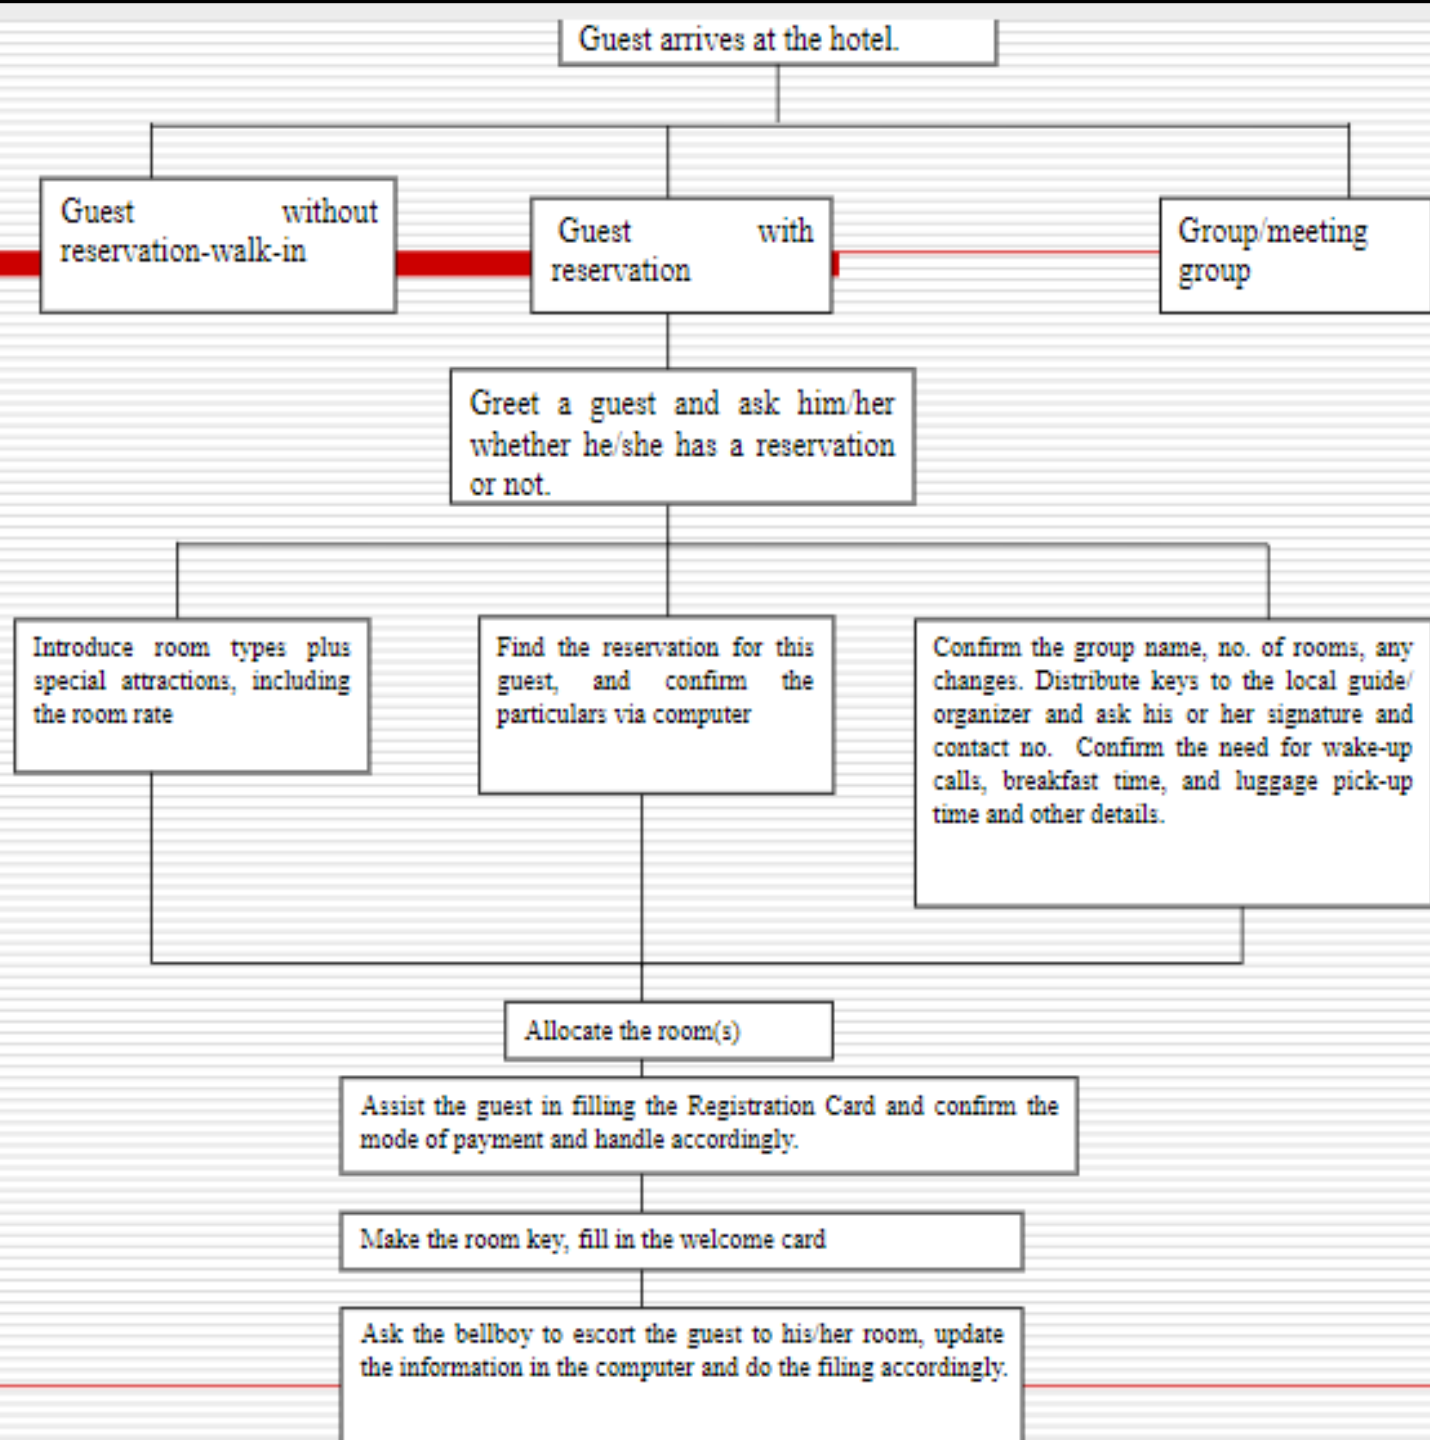 Guest arrives at the hotel.
Guest without
reservation-walk-in
Guest with
reservation
Group/meeting
group
Greet a guest and ask him/her
whether he/she has a reservation
or not.
Introduce room types plus
special attractions, including
the room rate
Find the reservation for this
guest, and confirm the
particulars via computer
Confirm the group name, no. of rooms, any
changes. Distribute keys to the local guide/
organizer and ask his or her signature and
contact no. Confirm the need for wake-up
calls, breakfast time, and luggage pick-up
time and other details.
Allocate the room(s)
Assist the guest in filling the Registration Card and confirm the
mode of payment and handle accordingly.
Make the room key, fill in the welcome card
Ask the bellboy to escort the guest to his/her room, update
the information in the computer and do the filing accordingly.